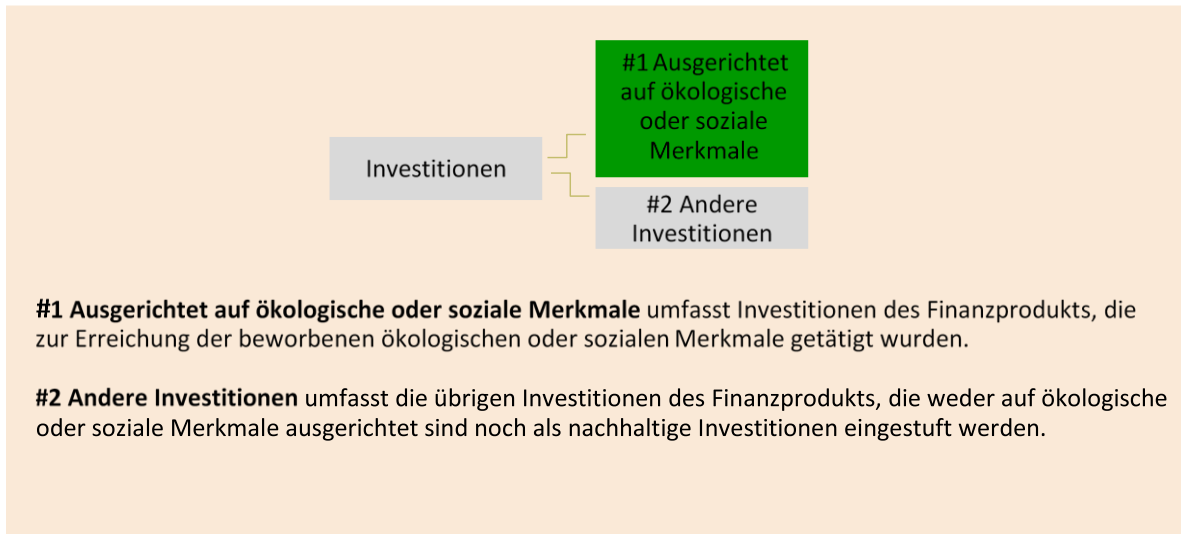 #1 Ausgerichtet
auf ökologische
oder soziale
Merkmale
Investitionen
#2 Andere
Investitionen
#1 Ausgerichtet auf ökologische oder soziale Merkmale umfasst Investitionen des Finanzprodukts, die
zur Erreichung der beworbenen ökologischen oder sozialen Merkmale getätigt wurden.
#2 Andere Investitionen umfasst die übrigen Investitionen des Finanzprodukts, die weder auf ökologische
oder soziale Merkmale ausgerichtet sind noch als nachhaltige Investitionen eingestuft werden.